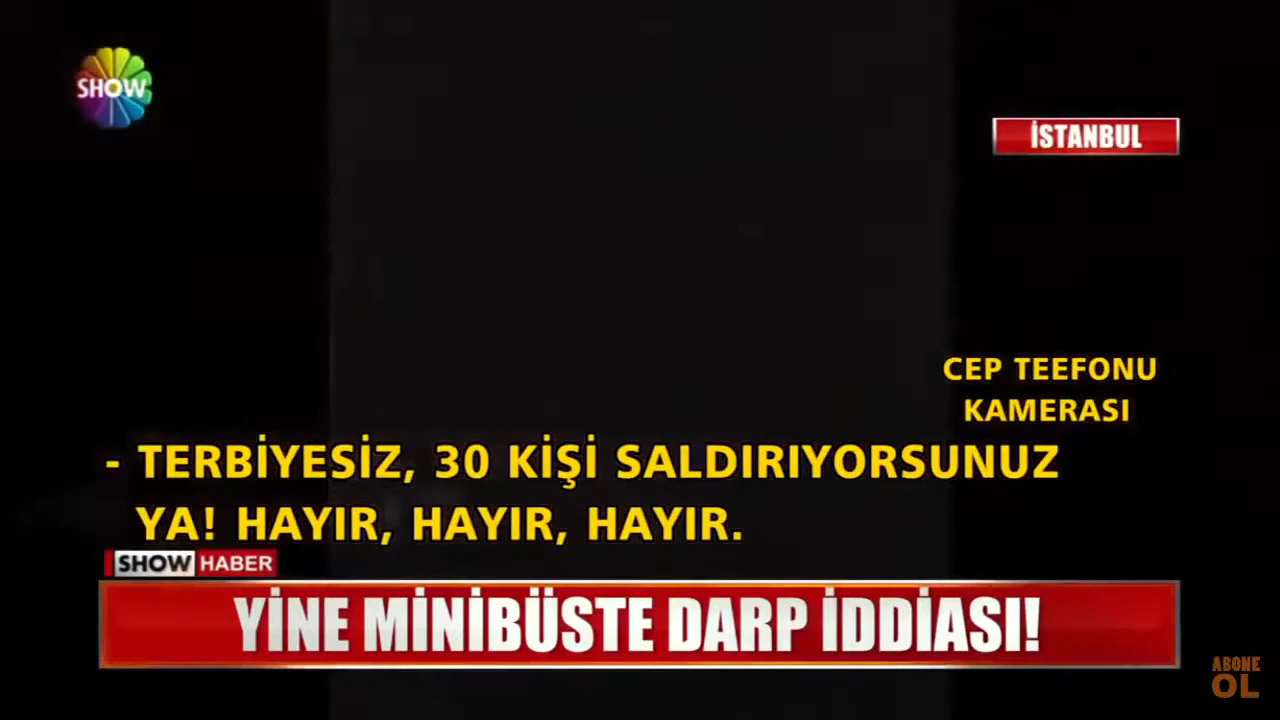 SHOW
İSTANBUL
CEP TEEFONU
KAMERASI
- TERBİYESİZ, 30 KİŞİ SALDIRIYORSUNUZ
YA! HAYIR, HAYIR, HAYIR.
SHOW HABER
YİNE MİNİBÜSTE DARP İDDİASI!
ABONE
OL